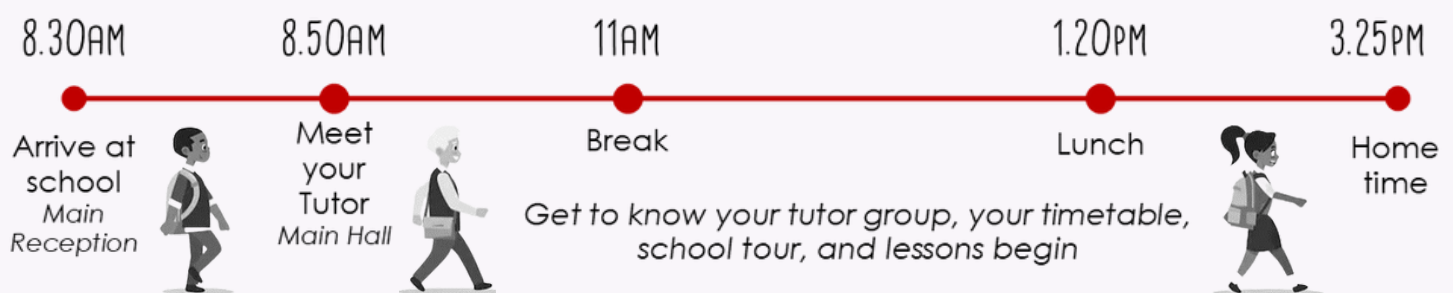 8.30AM
8.50AM
11AM
1.20PM
3.25PM
Arrive at
school
Main
Reception
Meet
your
Tutor
Main Hall
Break
Lunch
Home
time
Get to know your tutor group, your timetable,
school tour, and lessons begin